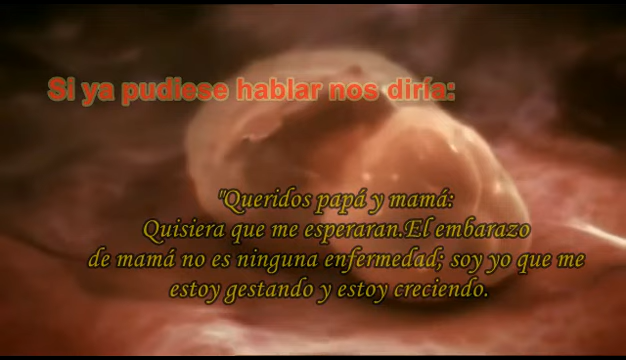 Si ya pudiese hablar nos diría:
"Queridos papá y mamá:
Quisiera que me esperaran.El embarazo
de mamá no es ninguna enfermedad; soy yo que me
estoy gestando y estoy creciendo.